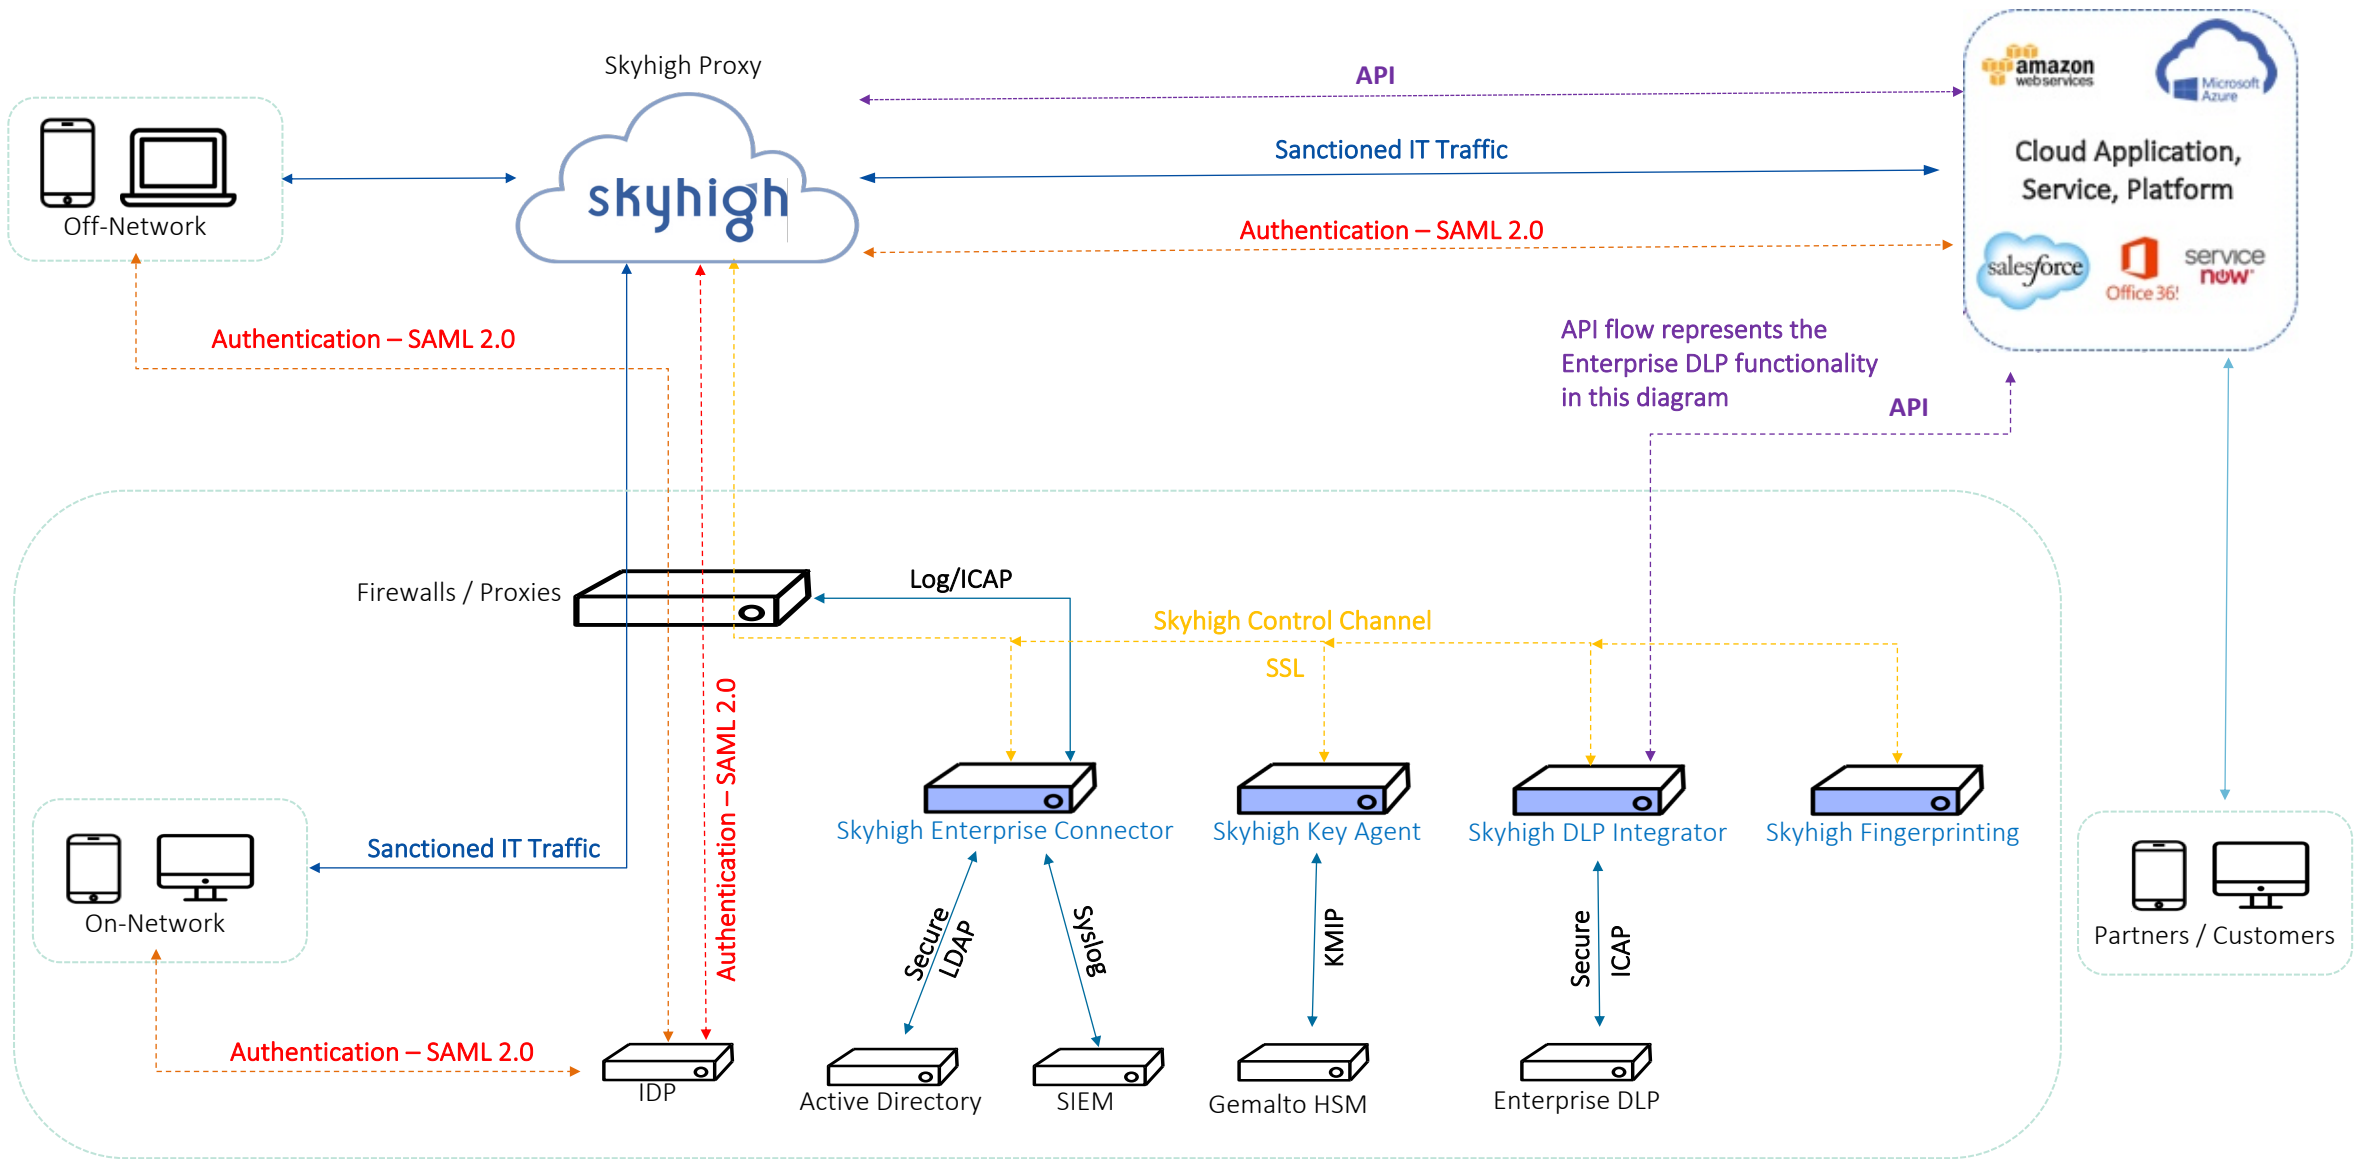 Skyhigh Proxy
skyhigh
Off-Network
API
Sanctioned IT Traffic
Authentication – SAML 2.0
amazon
webservices
Microsoft
Azure
Cloud Application,
Service, Platform
salesforce
Office 36!
service
now
Authentication – SAML 2.0
API flow represents the
Enterprise DLP functionality
in this diagram
API
Firewalls / Proxies
Log/ICAP
Skyhigh Control Channel
SSL
Authentication – SAML 2.0
Skyhigh Enterprise Connector
Skyhigh Key Agent
Skyhigh DLP Integrator
Skyhigh Fingerprinting
Sanctioned IT Traffic
On-Network
Secure
LDAP
Syslog
KMIP
Secure
ICAP
Partners / Customers
Authentication – SAML 2.0
IDP
Active Directory
SIEM
Gemalto HSM
Enterprise DLP